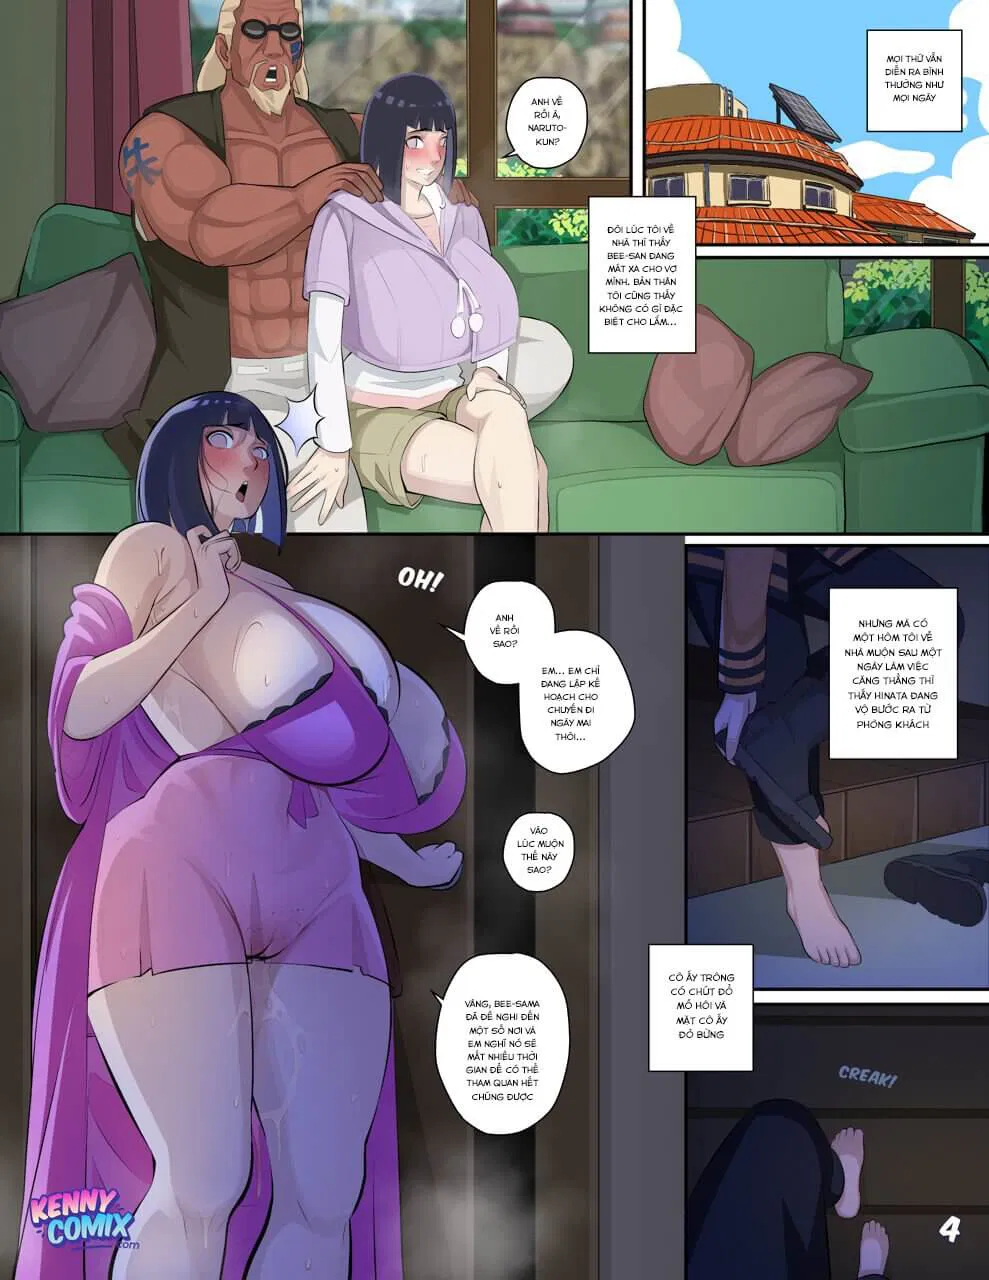 MỌI THỨ VẪN
DIỄN RA BÌNH
THƯỜNG NHƯ
MỌI NGÀY
ANH VỀ
RỒI À,
NARUTO-
KUN?
ĐÔI LÚC TÔI VỀ
NHÀ THÌ THẤY
BEE-SAN ĐANG
MÁT XA CHO VỢ
MÌNH. BẢN THÂN
TÔI CŨNG THẤY
KHÔNG CÓ GÌ ĐẶC
BIỆT CHO LẮM...
朱
NHƯNG MÀ CÓ
MỘT HÔM TÔI VỀ
NHÀ MUỘN SAU MỘT
NGÀY LÀM VIỆC
CĂNG THẲNG THÌ
THẤY HINATA ĐANG
VỘ BƯỚC RA TỪ
PHÒNG KHÁCH
OH!
ANH
VỀ RỒI
SAO?
EM... EM CHỈ
ĐANG LẬP KẾ
HOẠCH CHO
CHUYẾN ĐI
NGÀY MAI
THÔI...
VÀO
LÚC MUỘN
THẾ NÀY
SAO?
CÔ ẤY TRÔNG
CÓ CHÚT ĐỔ
MỒ HÔI VÀ
MẶT CÔ ẤY
ĐỎ BỪNG
VÂNG, BEE-SAMA
ĐÃ ĐỀ NGHỊ ĐẾN
MỘT SỐ NƠI VÀ
EM NGHĨ NÓ SẼ
MẤT NHIỀU THỜI
GIAN ĐỂ CÓ THỂ
THAM QUAN HẾT
CHÚNG ĐƯỢC
CREAK!
KENNY
COMIX
.com
4